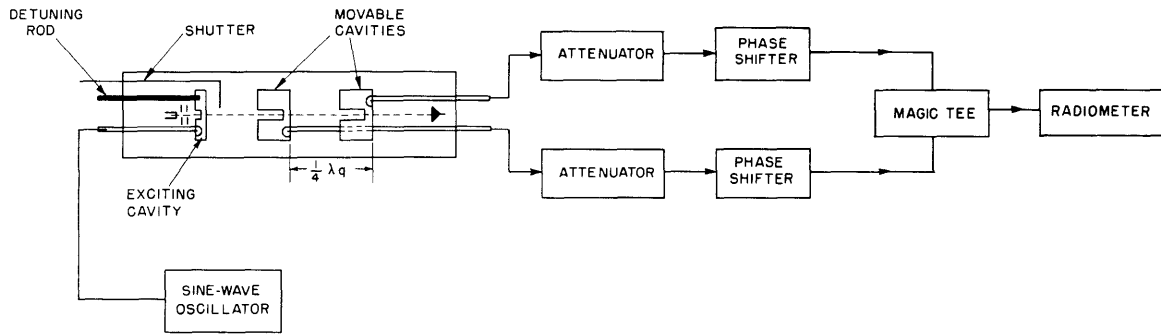 DETUNING
ROD
SHUTTER
MOVABLE
CAVITIES
ATTENUATOR
PHASE
SHIFTER
MAGIC TEE
RADIOMETER
ATTENUATOR
PHASE
SHIFTER
1/4 λq
EXCITING
CAVITY
SINE-WAVE
OSCILLATOR